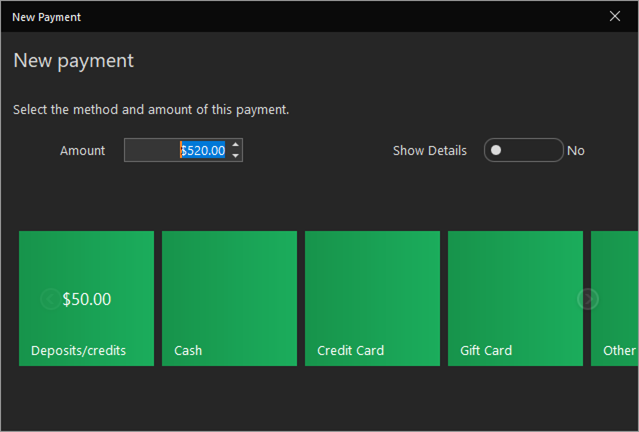 New Payment
New payment
Select the method and amount of this payment.
Amount $520.00 Show Details No
$50.00
Deposits/credits Cash Credit Card Gift Card Other